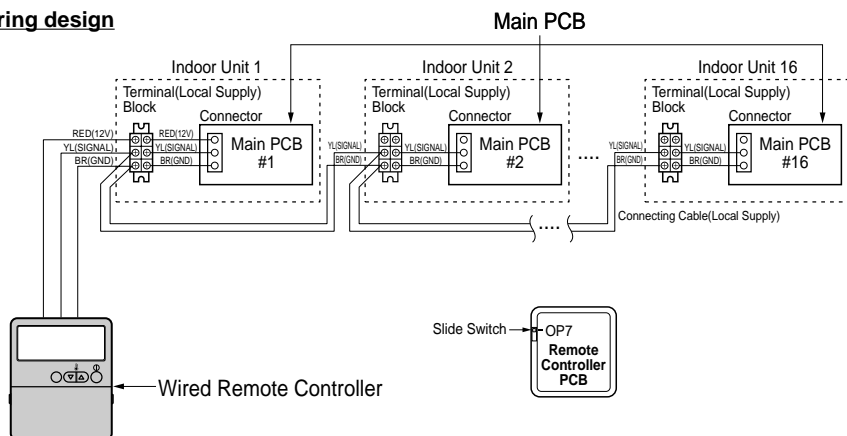 ring design
Main PCB
Indoor Unit 1
Indoor Unit 2
Indoor Unit 16
Terminal(Local Supply)
Block
Connector
RED(12V)
YL(SIGNAL)
BR(GND)
RED(12V)
YL(SIGNAL)
BR(GND)
Main PCB
#1
Terminal(Local Supply)
Block
Connector
YL(SIGNAL)
BR(GND)
YL(SIGNAL)
BR(GND)
Main PCB
#2
....
Terminal(Local Supply)
Block
Connector
YL(SIGNAL)
BR(GND)
YL(SIGNAL)
BR(GND)
Main PCB
#16
....
Connecting Cable(Local Supply)
Slide Switch
OP7
Remote
Controller
PCB
Wired Remote Controller